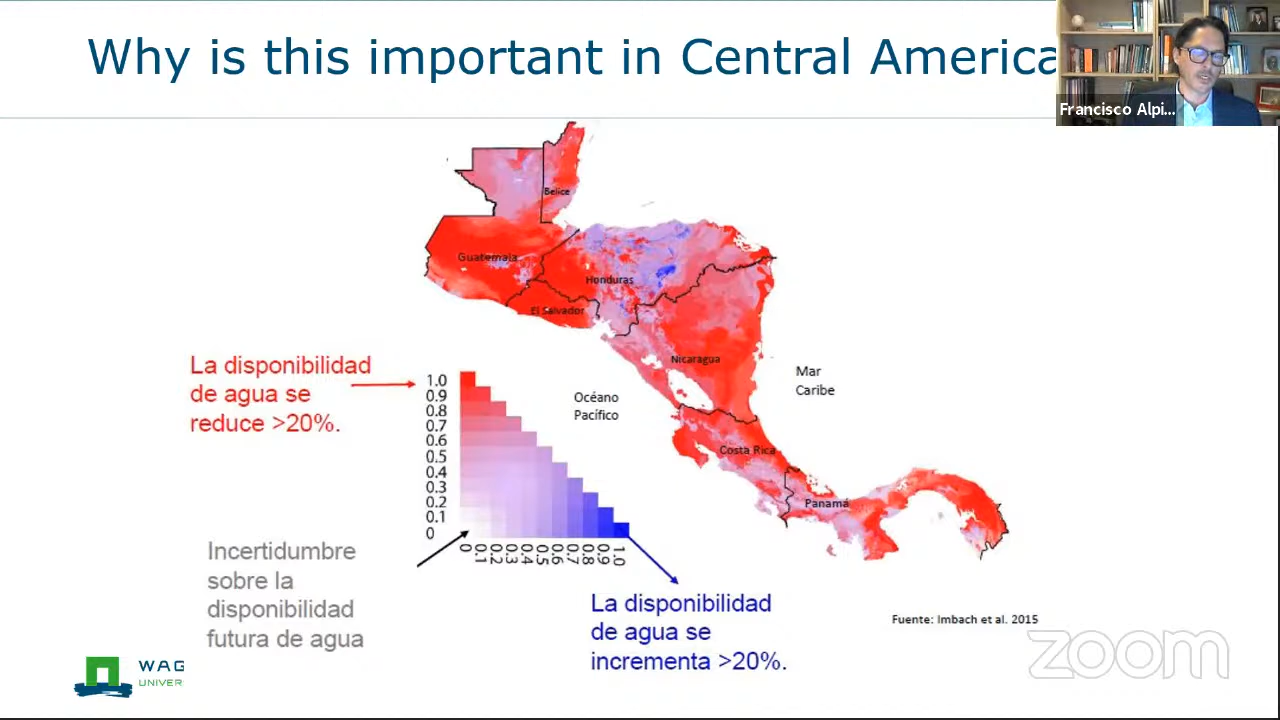 Why is this important in Central America
Francisco Alpi...
Belice
Guatemala
Honduras
El Salvador
Nicaragua
Mar
Caribe
Océano
Pacífico
Costa Rica
Panamá
La disponibilidad
de agua se
reduce >20%.
1.0
0.9
0.8
0.7
0.6
0.5
0.4
0.3
0.2
0.1
0
0
0.1
0.2
0.3
0.4
0.5
0.6
0.7
0.8
0.9
1.0
Incertidumbre
sobre la
disponibilidad
futura de agua
La disponibilidad
de agua se
incrementa >20%.
Fuente: Imbach et al. 2015
zoom
WAG
UNIVER